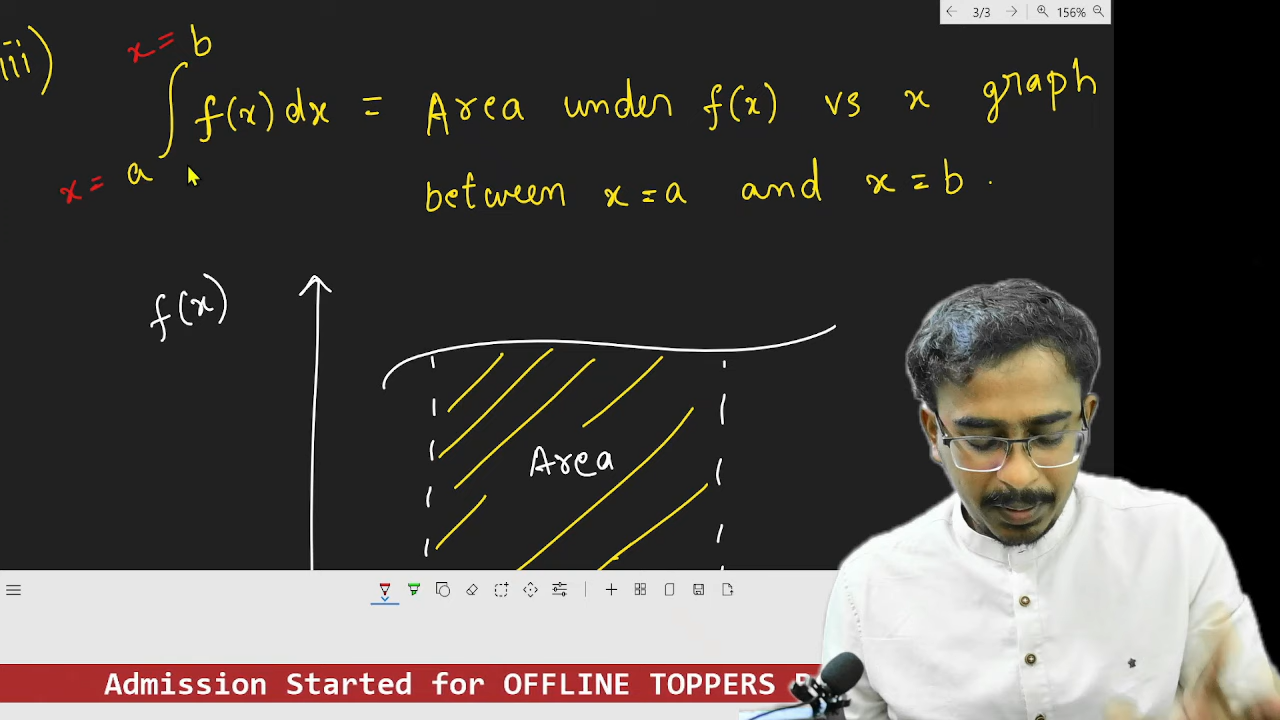 3/3 156%
iii)
x = b
∫ f(x) dx = Area under f(x) vs x graph
x = a
between x = a and x = b .
f(x)
Area
Admission Started for OFFLINE TOPPERS